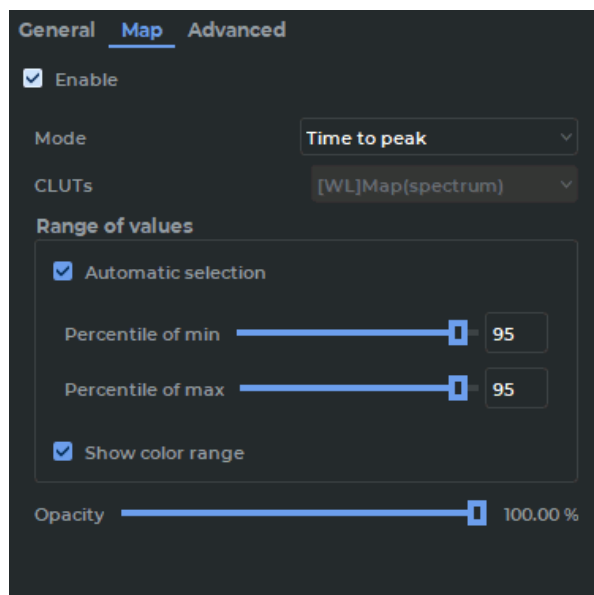 General Map Advanced
Enable
Mode Time to peak
CLUTs [WL]Map(spectrum)
Range of values
Automatic selection
Percentile of min 95
Percentile of max 95
Show color range
Opacity 100.00 %